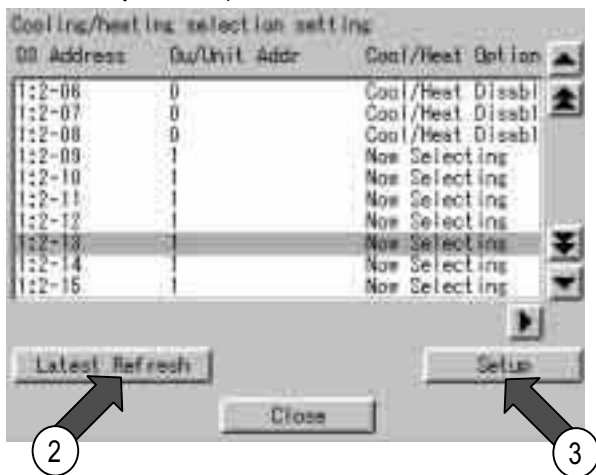 Cooling/heating selection setting
DB Address Ou/Unit Addr Cool/Heat Option
1:2-06 0 Cool/Heat Disabl
1:2-07 0 Cool/Heat Disabl
1:2-08 0 Cool/Heat Disabl
1:2-09 1 Now Selecting
1:2-10 1 Now Selecting
1:2-11 1 Now Selecting
1:2-12 1 Now Selecting
1:2-13 1 Now Selecting
1:2-14 1 Now Selecting
1:2-15 1 Now Selecting
Latest Refresh Setup
Close
2 3